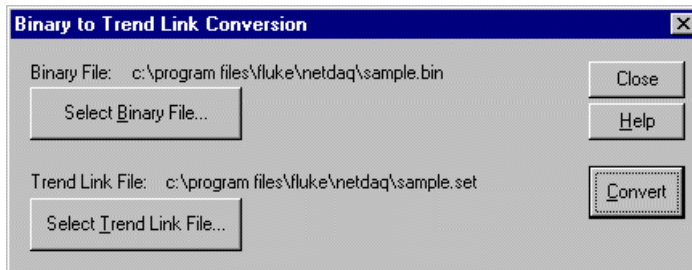 Binary to Trend Link Conversion
Binary File: c:\program files\fluke\netdaq\sample.bin
Close
Select Binary File...
Help
Trend Link File: c:\program files\fluke\netdaq\sample.set
Convert
Select Trend Link File...